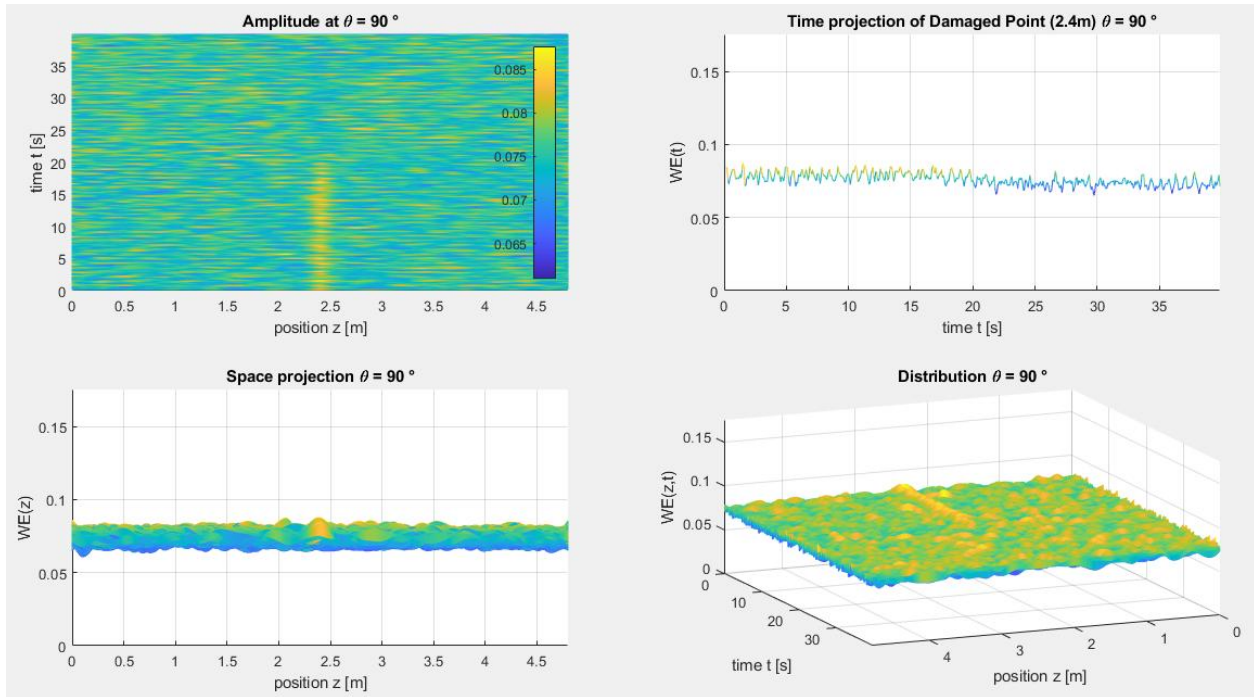 Amplitude at θ = 90 °
time t [s]
35
30
25
20
15
10
5
0
0.085
0.08
0.075
0.07
0.065
0 0.5 1 1.5 2 2.5 3 3.5 4 4.5
position z [m]
Time projection of Damaged Point (2.4m) θ = 90 °
WE(t)
0.15
0.1
0.05
0
0 5 10 15 20 25 30 35
time t [s]
Space projection θ = 90 °
WE(z)
0.15
0.1
0.05
0
0 0.5 1 1.5 2 2.5 3 3.5 4 4.5
position z [m]
Distribution θ = 90 °
WE(z,t)
0.15
0.1
0.05
0
0
10
20
30
time t [s]
4 3 2 1 0
position z [m]